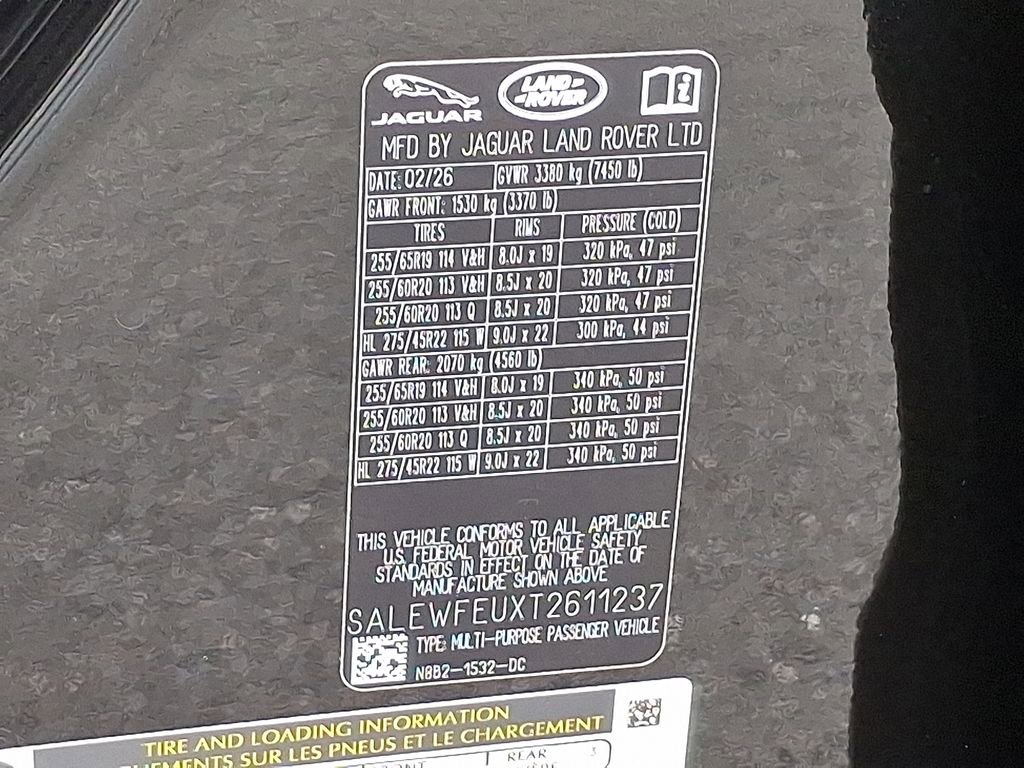 JAGUAR
LAND ROVER
i
MFD BY JAGUAR LAND ROVER LTD
DATE: 02/26 GVWR 3380 kg (7450 lb)
GAWR FRONT: 1530 kg (3370 lb)
TIRES RIMS PRESSURE (COLD)
255/65R19 114 V&H 8.0J x 19 320 kPa, 47 psi
255/60R20 113 V&H 8.5J x 20 320 kPa, 47 psi
255/60R20 113 Q 8.5J x 20 320 kPa, 47 psi
HL 275/45R22 115 W 9.0J x 22 300 kPa, 44 psi
GAWR REAR: 2070 kg (4560 lb)
255/65R19 114 V&H 8.0J x 19 340 kPa, 50 psi
255/60R20 113 V&H 8.5J x 20 340 kPa, 50 psi
255/60R20 113 Q 8.5J x 20 340 kPa, 50 psi
HL 275/45R22 115 W 9.0J x 22 340 kPa, 50 psi
THIS VEHICLE CONFORMS TO ALL APPLICABLE
U.S. FEDERAL MOTOR VEHICLE SAFETY
STANDARDS IN EFFECT ON THE DATE OF
MANUFACTURE SHOWN ABOVE
SALEWFEUXT2611237
TYPE: MULTI-PURPOSE PASSENGER VEHICLE
N8B2-1532-DC
TIRE AND LOADING INFORMATION
SUR LES PNEUS ET LE CHARGEMENT
REAR 3